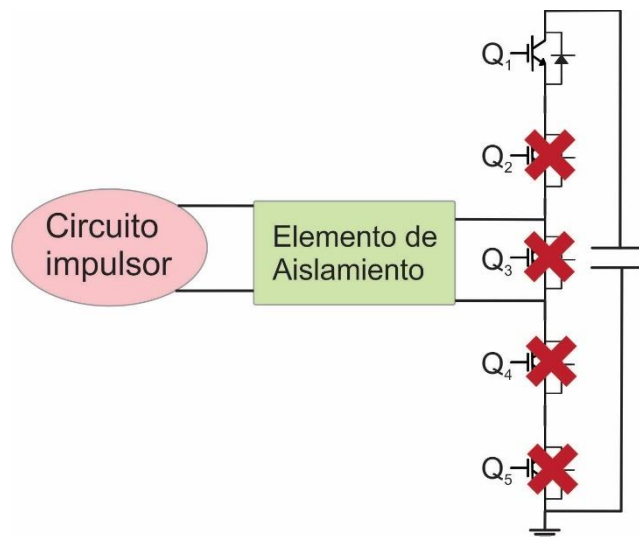 Q1
Q2
Circuito
impulsor
Elemento de
Aislamiento
Q3
Q4
Q5